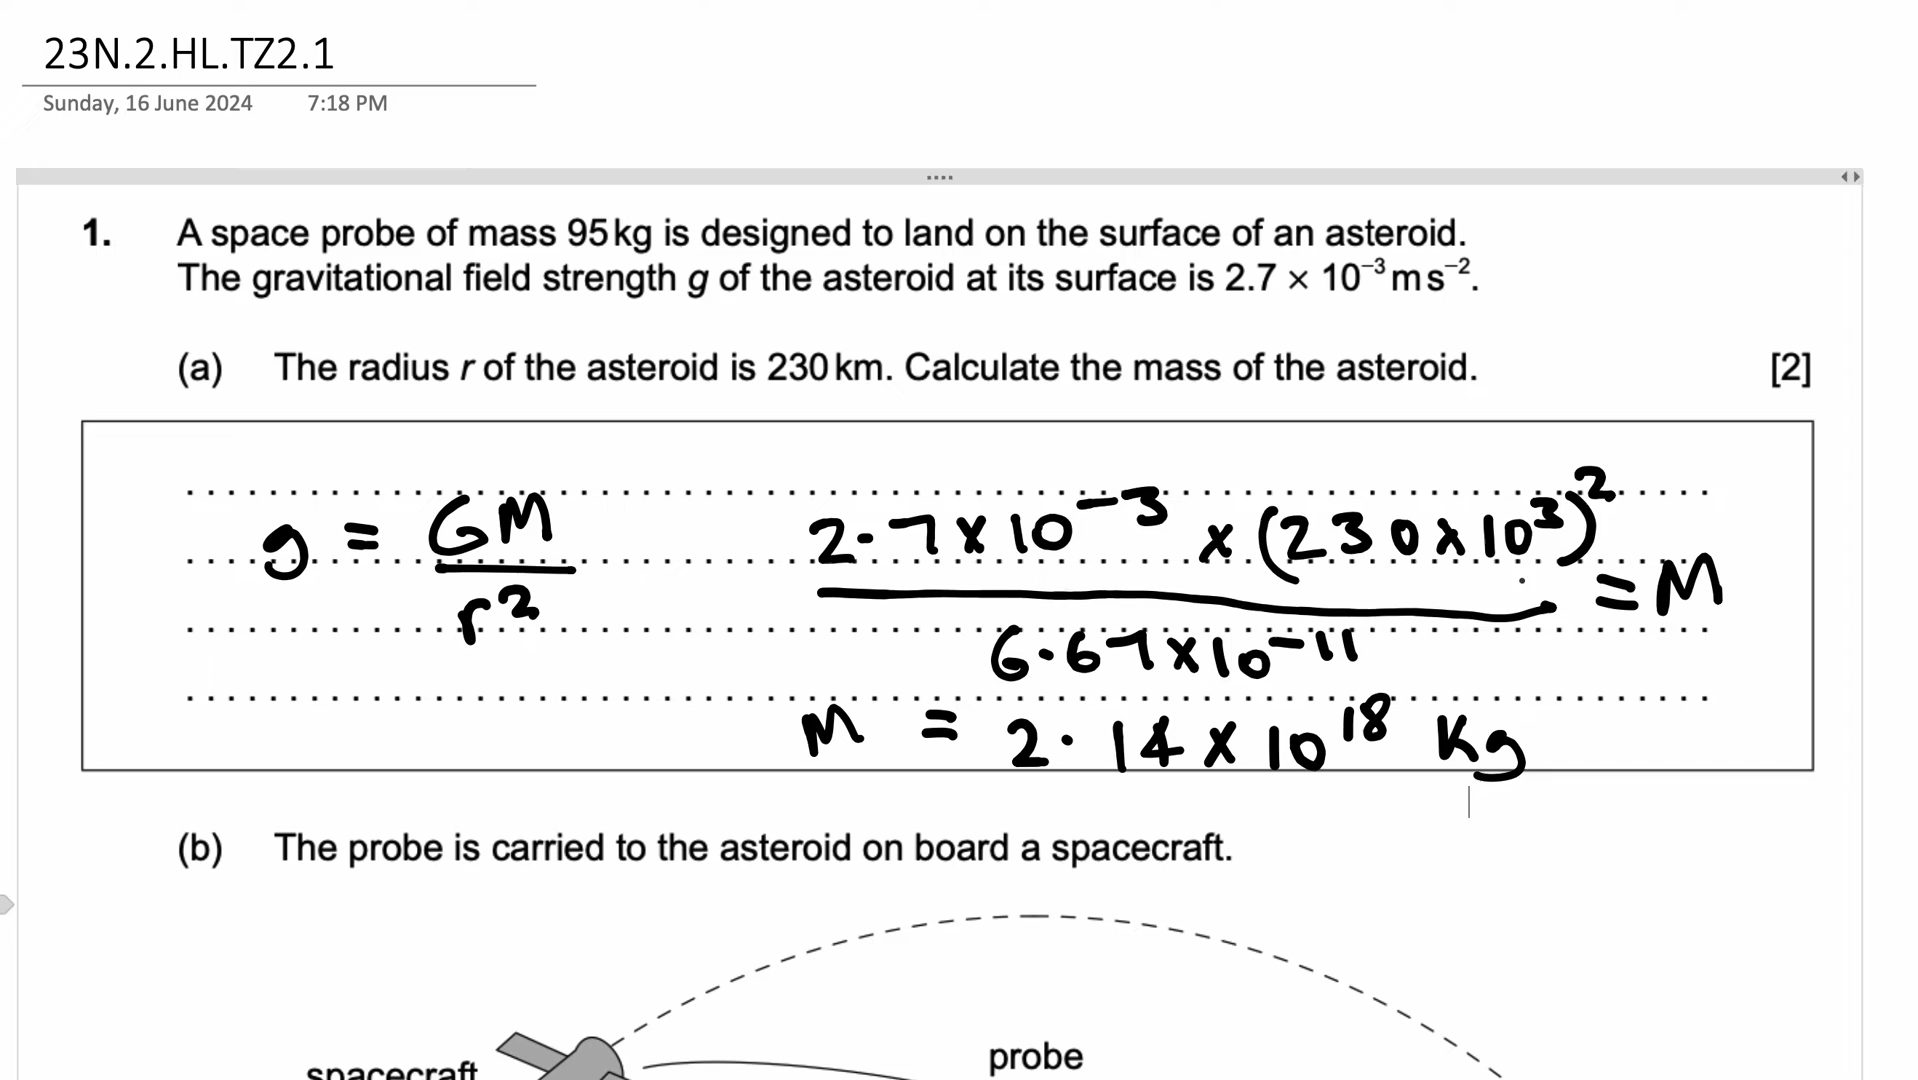 23N.2.HL.TZ2.1
Sunday, 16 June 2024 7:18 PM
1. A space probe of mass 95 kg is designed to land on the surface of an asteroid.
The gravitational field strength g of the asteroid at its surface is 2.7 × 10⁻³ m s⁻².
(a) The radius r of the asteroid is 230 km. Calculate the mass of the asteroid. [2]
g = GM / r²
2.7 × 10⁻³ × (230 × 10³)² / 6.67 × 10⁻¹¹ = M
M = 2.14 × 10¹⁸ kg
(b) The probe is carried to the asteroid on board a spacecraft.
probe
spacecraft